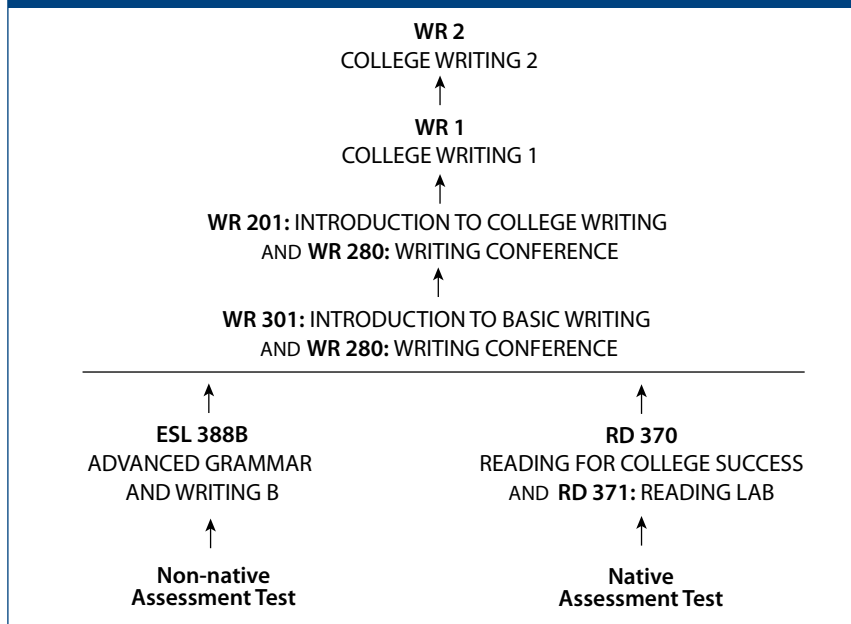 WR 2
COLLEGE WRITING 2
WR 1
COLLEGE WRITING 1
WR 201: INTRODUCTION TO COLLEGE WRITING
AND WR 280: WRITING CONFERENCE
WR 301: INTRODUCTION TO BASIC WRITING
AND WR 280: WRITING CONFERENCE
ESL 388B
ADVANCED GRAMMAR
AND WRITING B
Non-native
Assessment Test
RD 370
READING FOR COLLEGE SUCCESS
AND RD 371: READING LAB
Native
Assessment Test